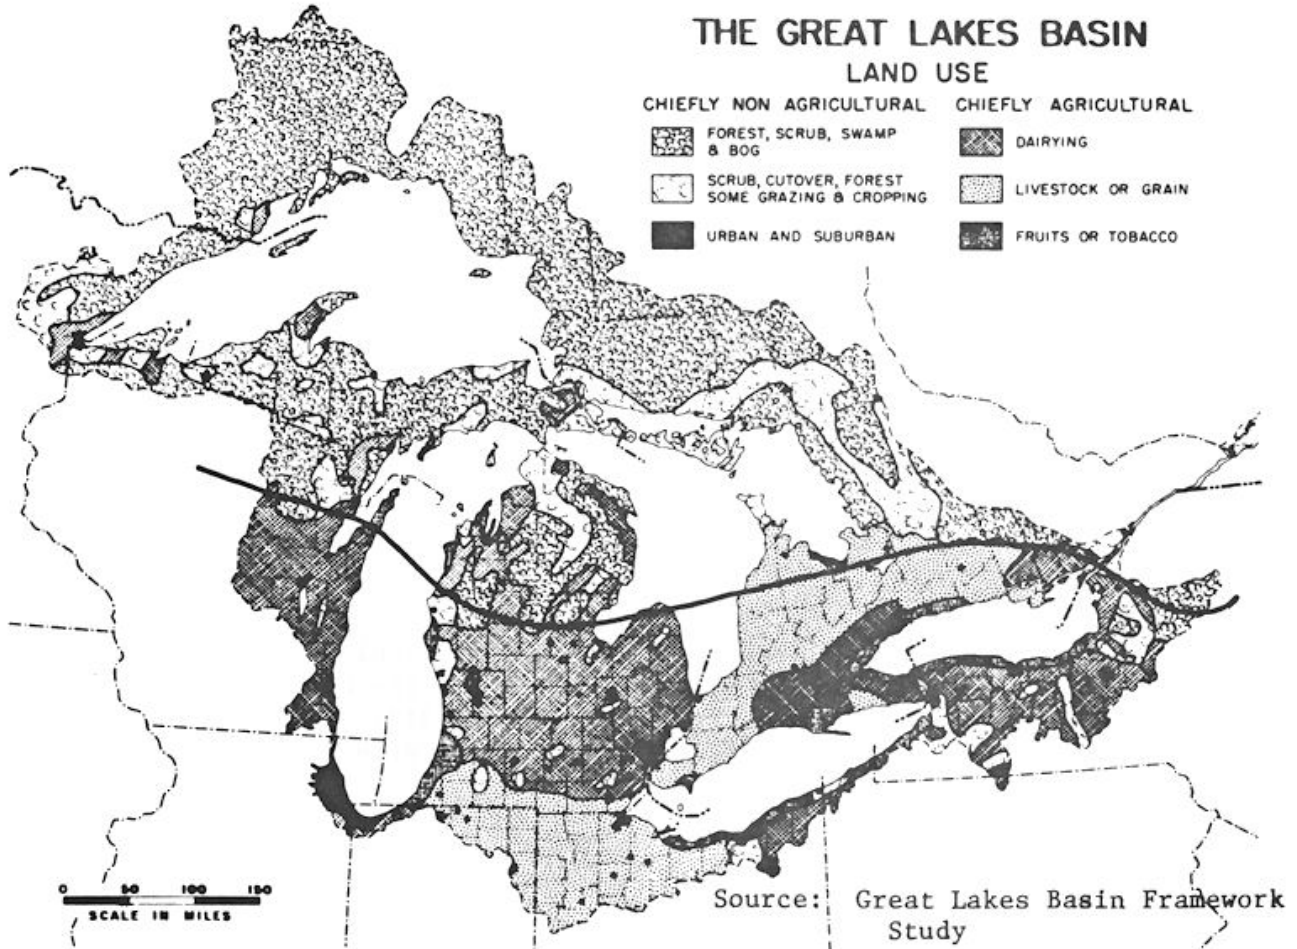 THE GREAT LAKES BASIN
LAND USE
CHIEFLY NON AGRICULTURAL
FOREST, SCRUB, SWAMP
& BOG
SCRUB, CUTOVER, FOREST
SOME GRAZING & CROPPING
URBAN AND SUBURBAN
CHIEFLY AGRICULTURAL
DAIRYING
LIVESTOCK OR GRAIN
FRUITS OR TOBACCO
0 50 100 150
SCALE IN MILES
Source: Great Lakes Basin Framework
Study